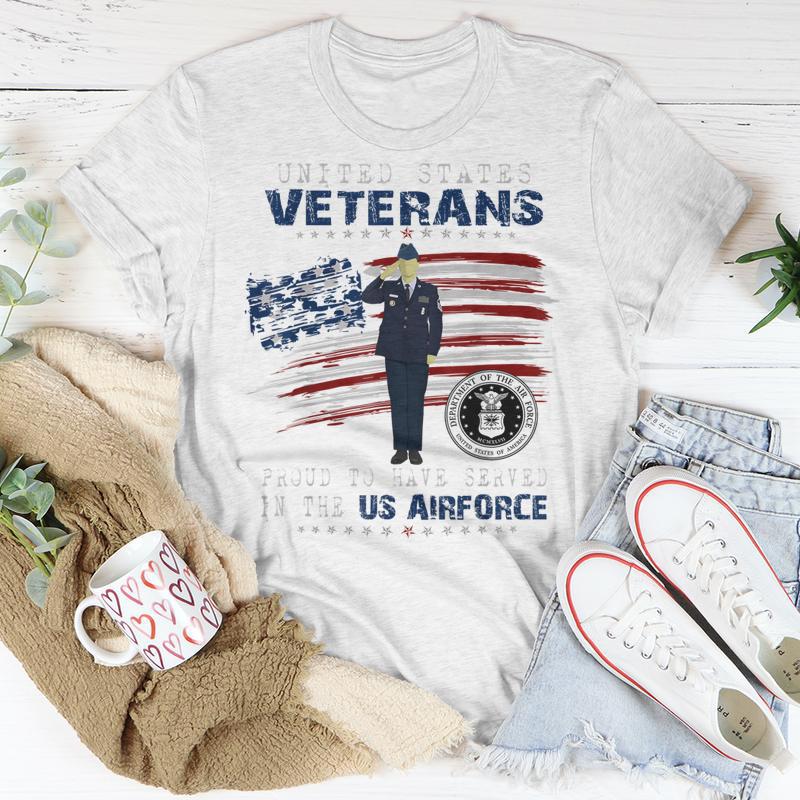 UNITED STATES
VETERANS
DEPARTMENT OF THE AIR FORCE
MCMXLVII
UNITED STATES OF AMERICA
PROUD TO HAVE SERVED
IN THE US AIRFORCE